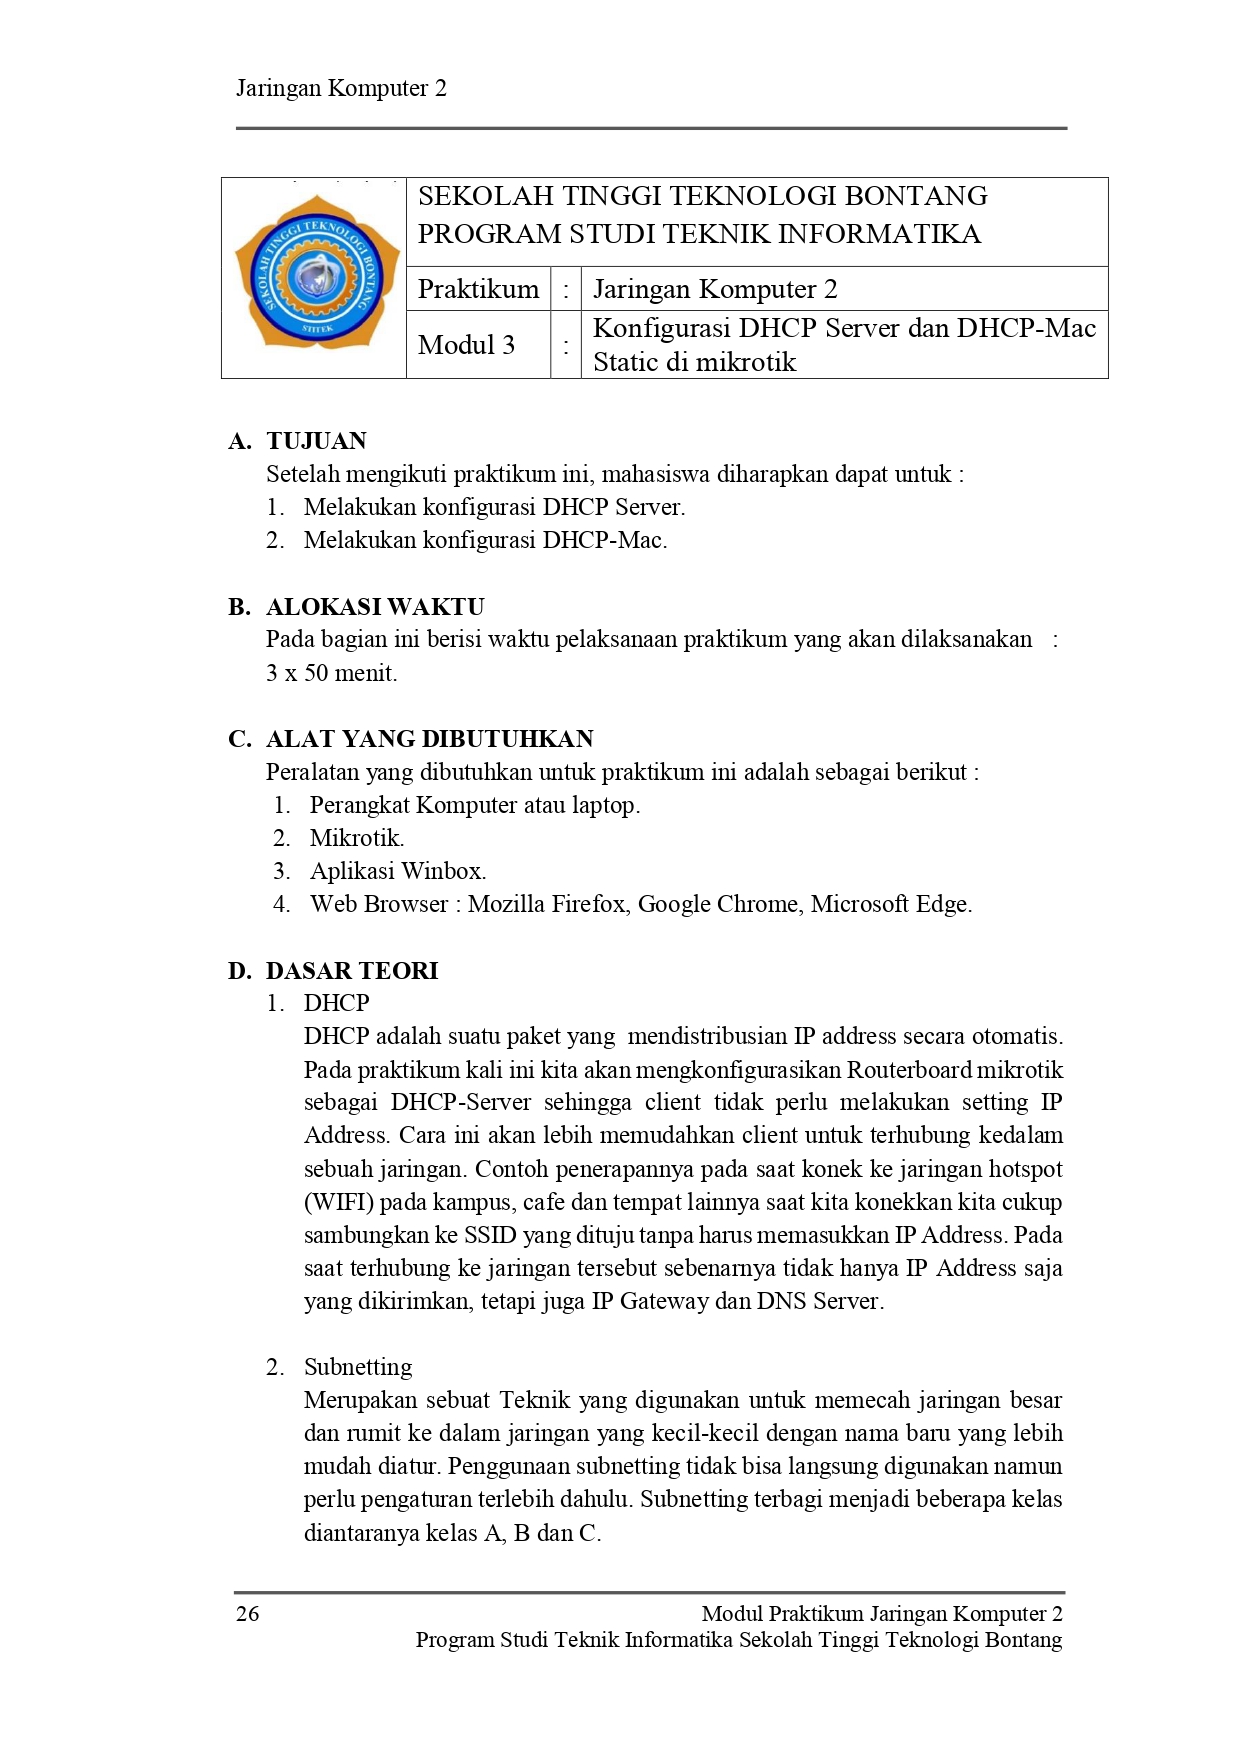 Jaringan Komputer 2
SEKOLAH TINGGI TEKNOLOGI BONTANG
STITEK
SEKOLAH TINGGI TEKNOLOGI BONTANG
PROGRAM STUDI TEKNIK INFORMATIKA
Praktikum : Jaringan Komputer 2
Modul 3 : Konfigurasi DHCP Server dan DHCP-Mac
Static di mikrotik
A. TUJUAN
Setelah mengikuti praktikum ini, mahasiswa diharapkan dapat untuk :
1. Melakukan konfigurasi DHCP Server.
2. Melakukan konfigurasi DHCP-Mac.
B. ALOKASI WAKTU
Pada bagian ini berisi waktu pelaksanaan praktikum yang akan dilaksanakan :
3 x 50 menit.
C. ALAT YANG DIBUTUHKAN
Peralatan yang dibutuhkan untuk praktikum ini adalah sebagai berikut :
1. Perangkat Komputer atau laptop.
2. Mikrotik.
3. Aplikasi Winbox.
4. Web Browser : Mozilla Firefox, Google Chrome, Microsoft Edge.
D. DASAR TEORI
1. DHCP
DHCP adalah suatu paket yang mendistribusian IP address secara otomatis.
Pada praktikum kali ini kita akan mengkonfigurasikan Routerboard mikrotik
sebagai DHCP-Server sehingga client tidak perlu melakukan setting IP
Address. Cara ini akan lebih memudahkan client untuk terhubung kedalam
sebuah jaringan. Contoh penerapannya pada saat konek ke jaringan hotspot
(WIFI) pada kampus, cafe dan tempat lainnya saat kita konekkan kita cukup
sambungkan ke SSID yang dituju tanpa harus memasukkan IP Address. Pada
saat terhubung ke jaringan tersebut sebenarnya tidak hanya IP Address saja
yang dikirimkan, tetapi juga IP Gateway dan DNS Server.
2. Subnetting
Merupakan sebuat Teknik yang digunakan untuk memecah jaringan besar
dan rumit ke dalam jaringan yang kecil-kecil dengan nama baru yang lebih
mudah diatur. Penggunaan subnetting tidak bisa langsung digunakan namun
perlu pengaturan terlebih dahulu. Subnetting terbagi menjadi beberapa kelas
diantaranya kelas A, B dan C.
26 Modul Praktikum Jaringan Komputer 2
Program Studi Teknik Informatika Sekolah Tinggi Teknologi Bontang